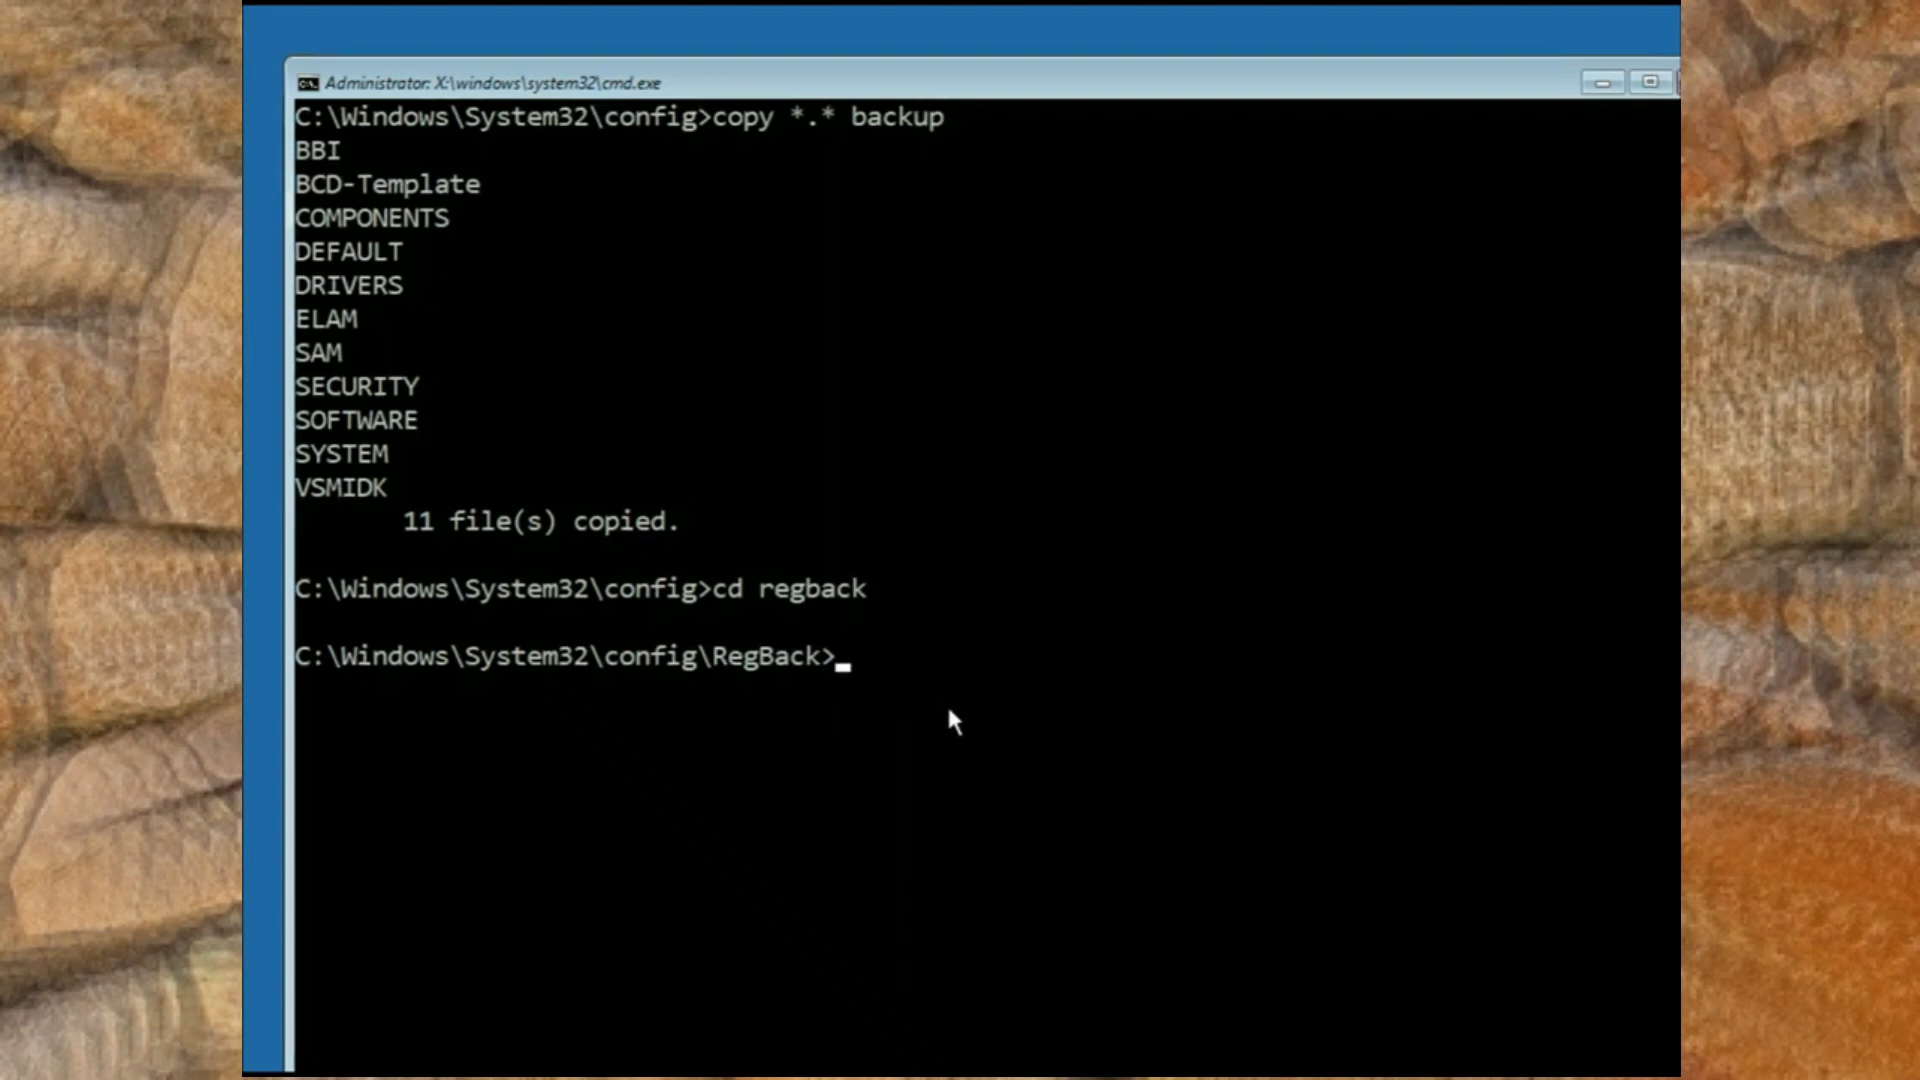 Administrator: X:\windows\system32\cmd.exe
C:\Windows\System32\config>copy *.* backup
BBI
BCD-Template
COMPONENTS
DEFAULT
DRIVERS
ELAM
SAM
SECURITY
SOFTWARE
SYSTEM
VSMIDK
11 file(s) copied.
C:\Windows\System32\config>cd regback
C:\Windows\System32\config\RegBack>